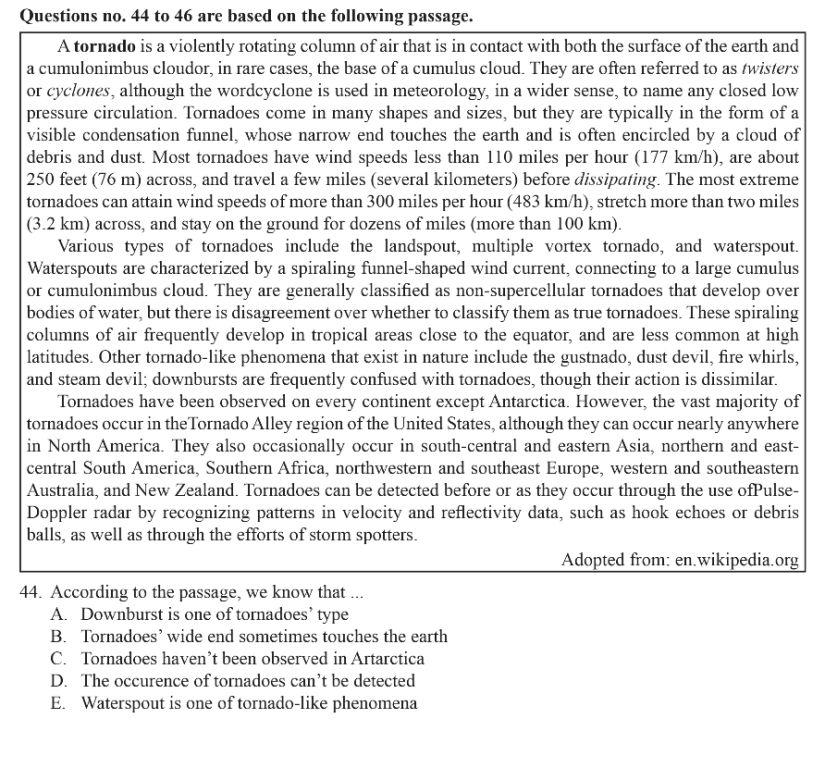 Questions no. 44 to 46 are based on the following passage.
A tornado is a violently rotating column of air that is in contact with both the surface of the earth and
a cumulonimbus cloudor, in rare cases, the base of a cumulus cloud. They are often referred to as twisters
or cyclones, although the wordcyclone is used in meteorology, in a wider sense, to name any closed low
pressure circulation. Tornadoes come in many shapes and sizes, but they are typically in the form of a
visible condensation funnel, whose narrow end touches the earth and is often encircled by a cloud of
debris and dust. Most tornadoes have wind speeds less than 110 miles per hour (177 km/h), are about
250 feet (76 m) across, and travel a few miles (several kilometers) before dissipating. The most extreme
tornadoes can attain wind speeds of more than 300 miles per hour (483 km/h), stretch more than two miles
(3.2 km) across, and stay on the ground for dozens of miles (more than 100 km).
Various types of tornadoes include the landspout, multiple vortex tornado, and waterspout.
Waterspouts are characterized by a spiraling funnel-shaped wind current, connecting to a large cumulus
or cumulonimbus cloud. They are generally classified as non-supercellular tornadoes that develop over
bodies of water, but there is disagreement over whether to classify them as true tornadoes. These spiraling
columns of air frequently develop in tropical areas close to the equator, and are less common at high
latitudes. Other tornado-like phenomena that exist in nature include the gustnado, dust devil, fire whirls,
and steam devil; downbursts are frequently confused with tornadoes, though their action is dissimilar.
Tornadoes have been observed on every continent except Antarctica. However, the vast majority of
tornadoes occur in theTornado Alley region of the United States, although they can occur nearly anywhere
in North America. They also occasionally occur in south-central and eastern Asia, northern and east-
central South America, Southern Africa, northwestern and southeast Europe, western and southeastern
Australia, and New Zealand. Tornadoes can be detected before or as they occur through the use ofPulse-
Doppler radar by recognizing patterns in velocity and reflectivity data, such as hook echoes or debris
balls, as well as through the efforts of storm spotters.
Adopted from: en.wikipedia.org
44. According to the passage, we know that ...
A. Downburst is one of tornadoes’ type
B. Tornadoes’ wide end sometimes touches the earth
C. Tornadoes haven’t been observed in Artarctica
D. The occurence of tornadoes can’t be detected
E. Waterspout is one of tornado-like phenomena